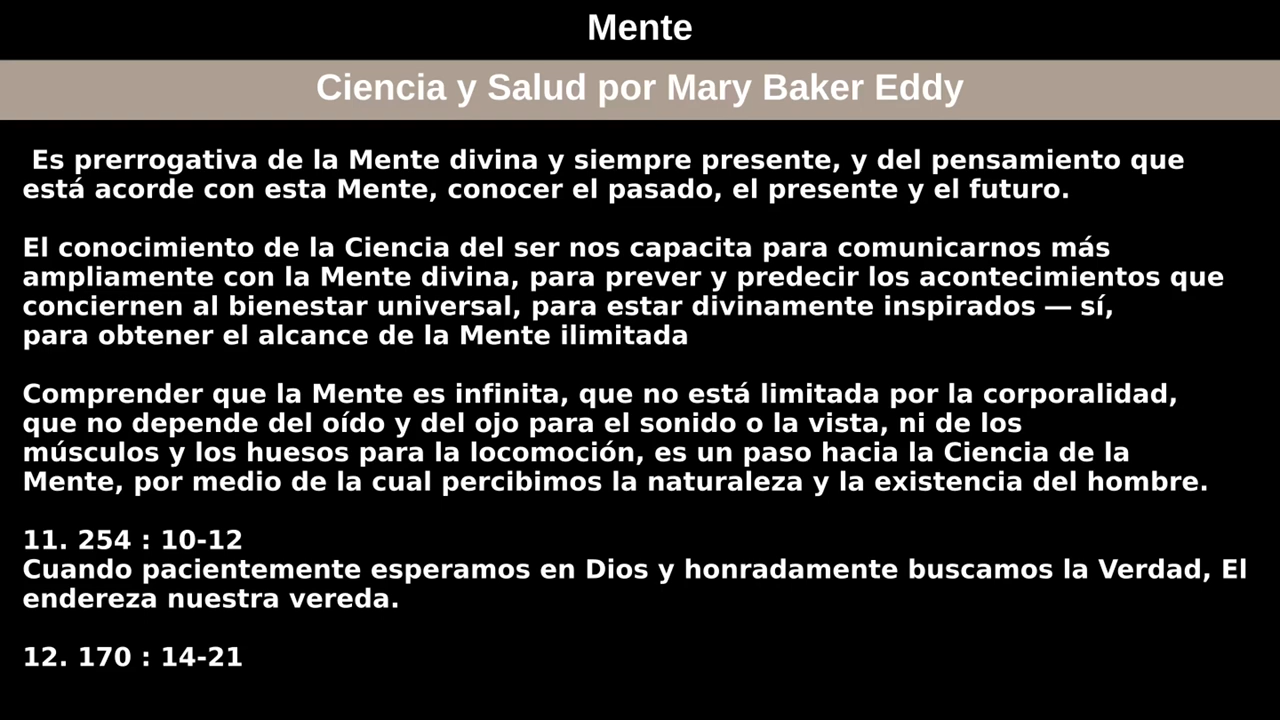 Mente
Ciencia y Salud por Mary Baker Eddy
Es prerrogativa de la Mente divina y siempre presente, y del pensamiento que
está acorde con esta Mente, conocer el pasado, el presente y el futuro.
El conocimiento de la Ciencia del ser nos capacita para comunicarnos más
ampliamente con la Mente divina, para prever y predecir los acontecimientos que
conciernen al bienestar universal, para estar divinamente inspirados — sí,
para obtener el alcance de la Mente ilimitada
Comprender que la Mente es infinita, que no está limitada por la corporalidad,
que no depende del oído y del ojo para el sonido o la vista, ni de los
músculos y los huesos para la locomoción, es un paso hacia la Ciencia de la
Mente, por medio de la cual percibimos la naturaleza y la existencia del hombre.
11. 254 : 10-12
Cuando pacientemente esperamos en Dios y honradamente buscamos la Verdad, El
endereza nuestra vereda.
12. 170 : 14-21